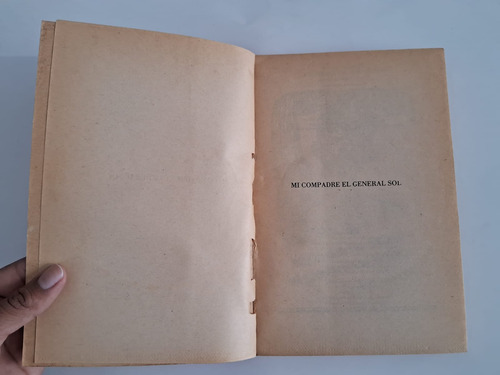 MI COMPADRE EL GENERAL SOL